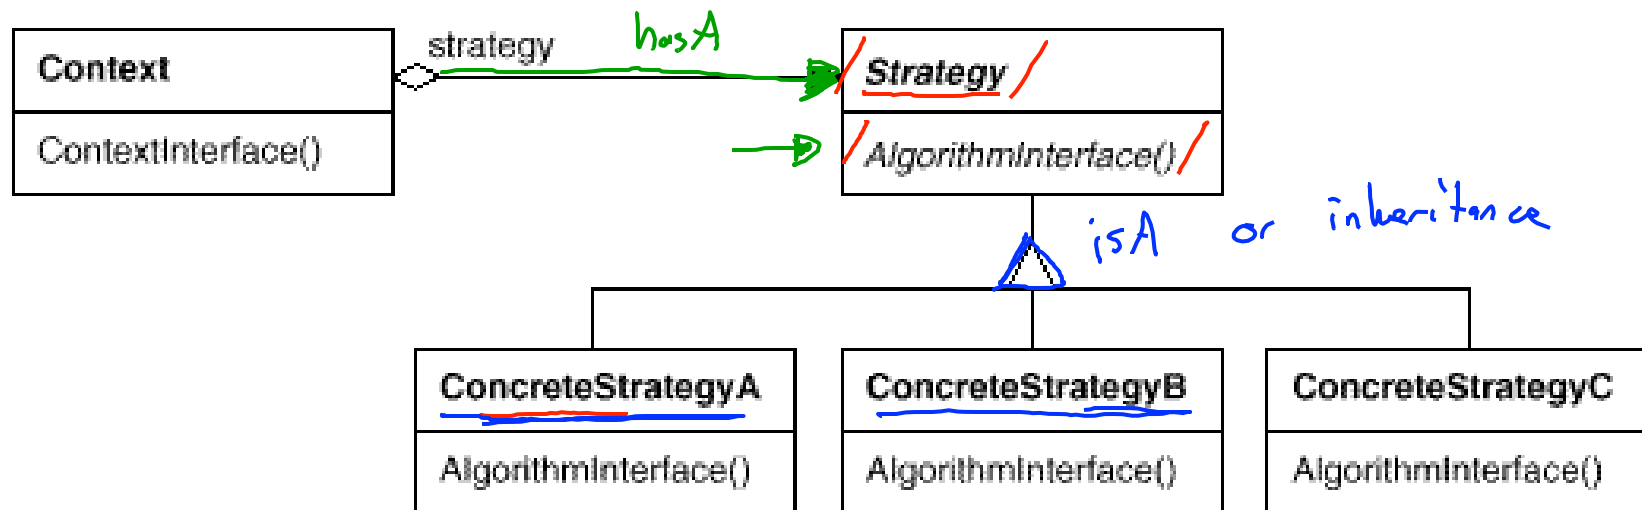 strategy hasA
Context
Strategy
ContextInterface()
AlgorithmInterface()
isA or inheritance
ConcreteStrategyA
ConcreteStrategyB
ConcreteStrategyC
AlgorithmInterface()
AlgorithmInterface()
AlgorithmInterface()